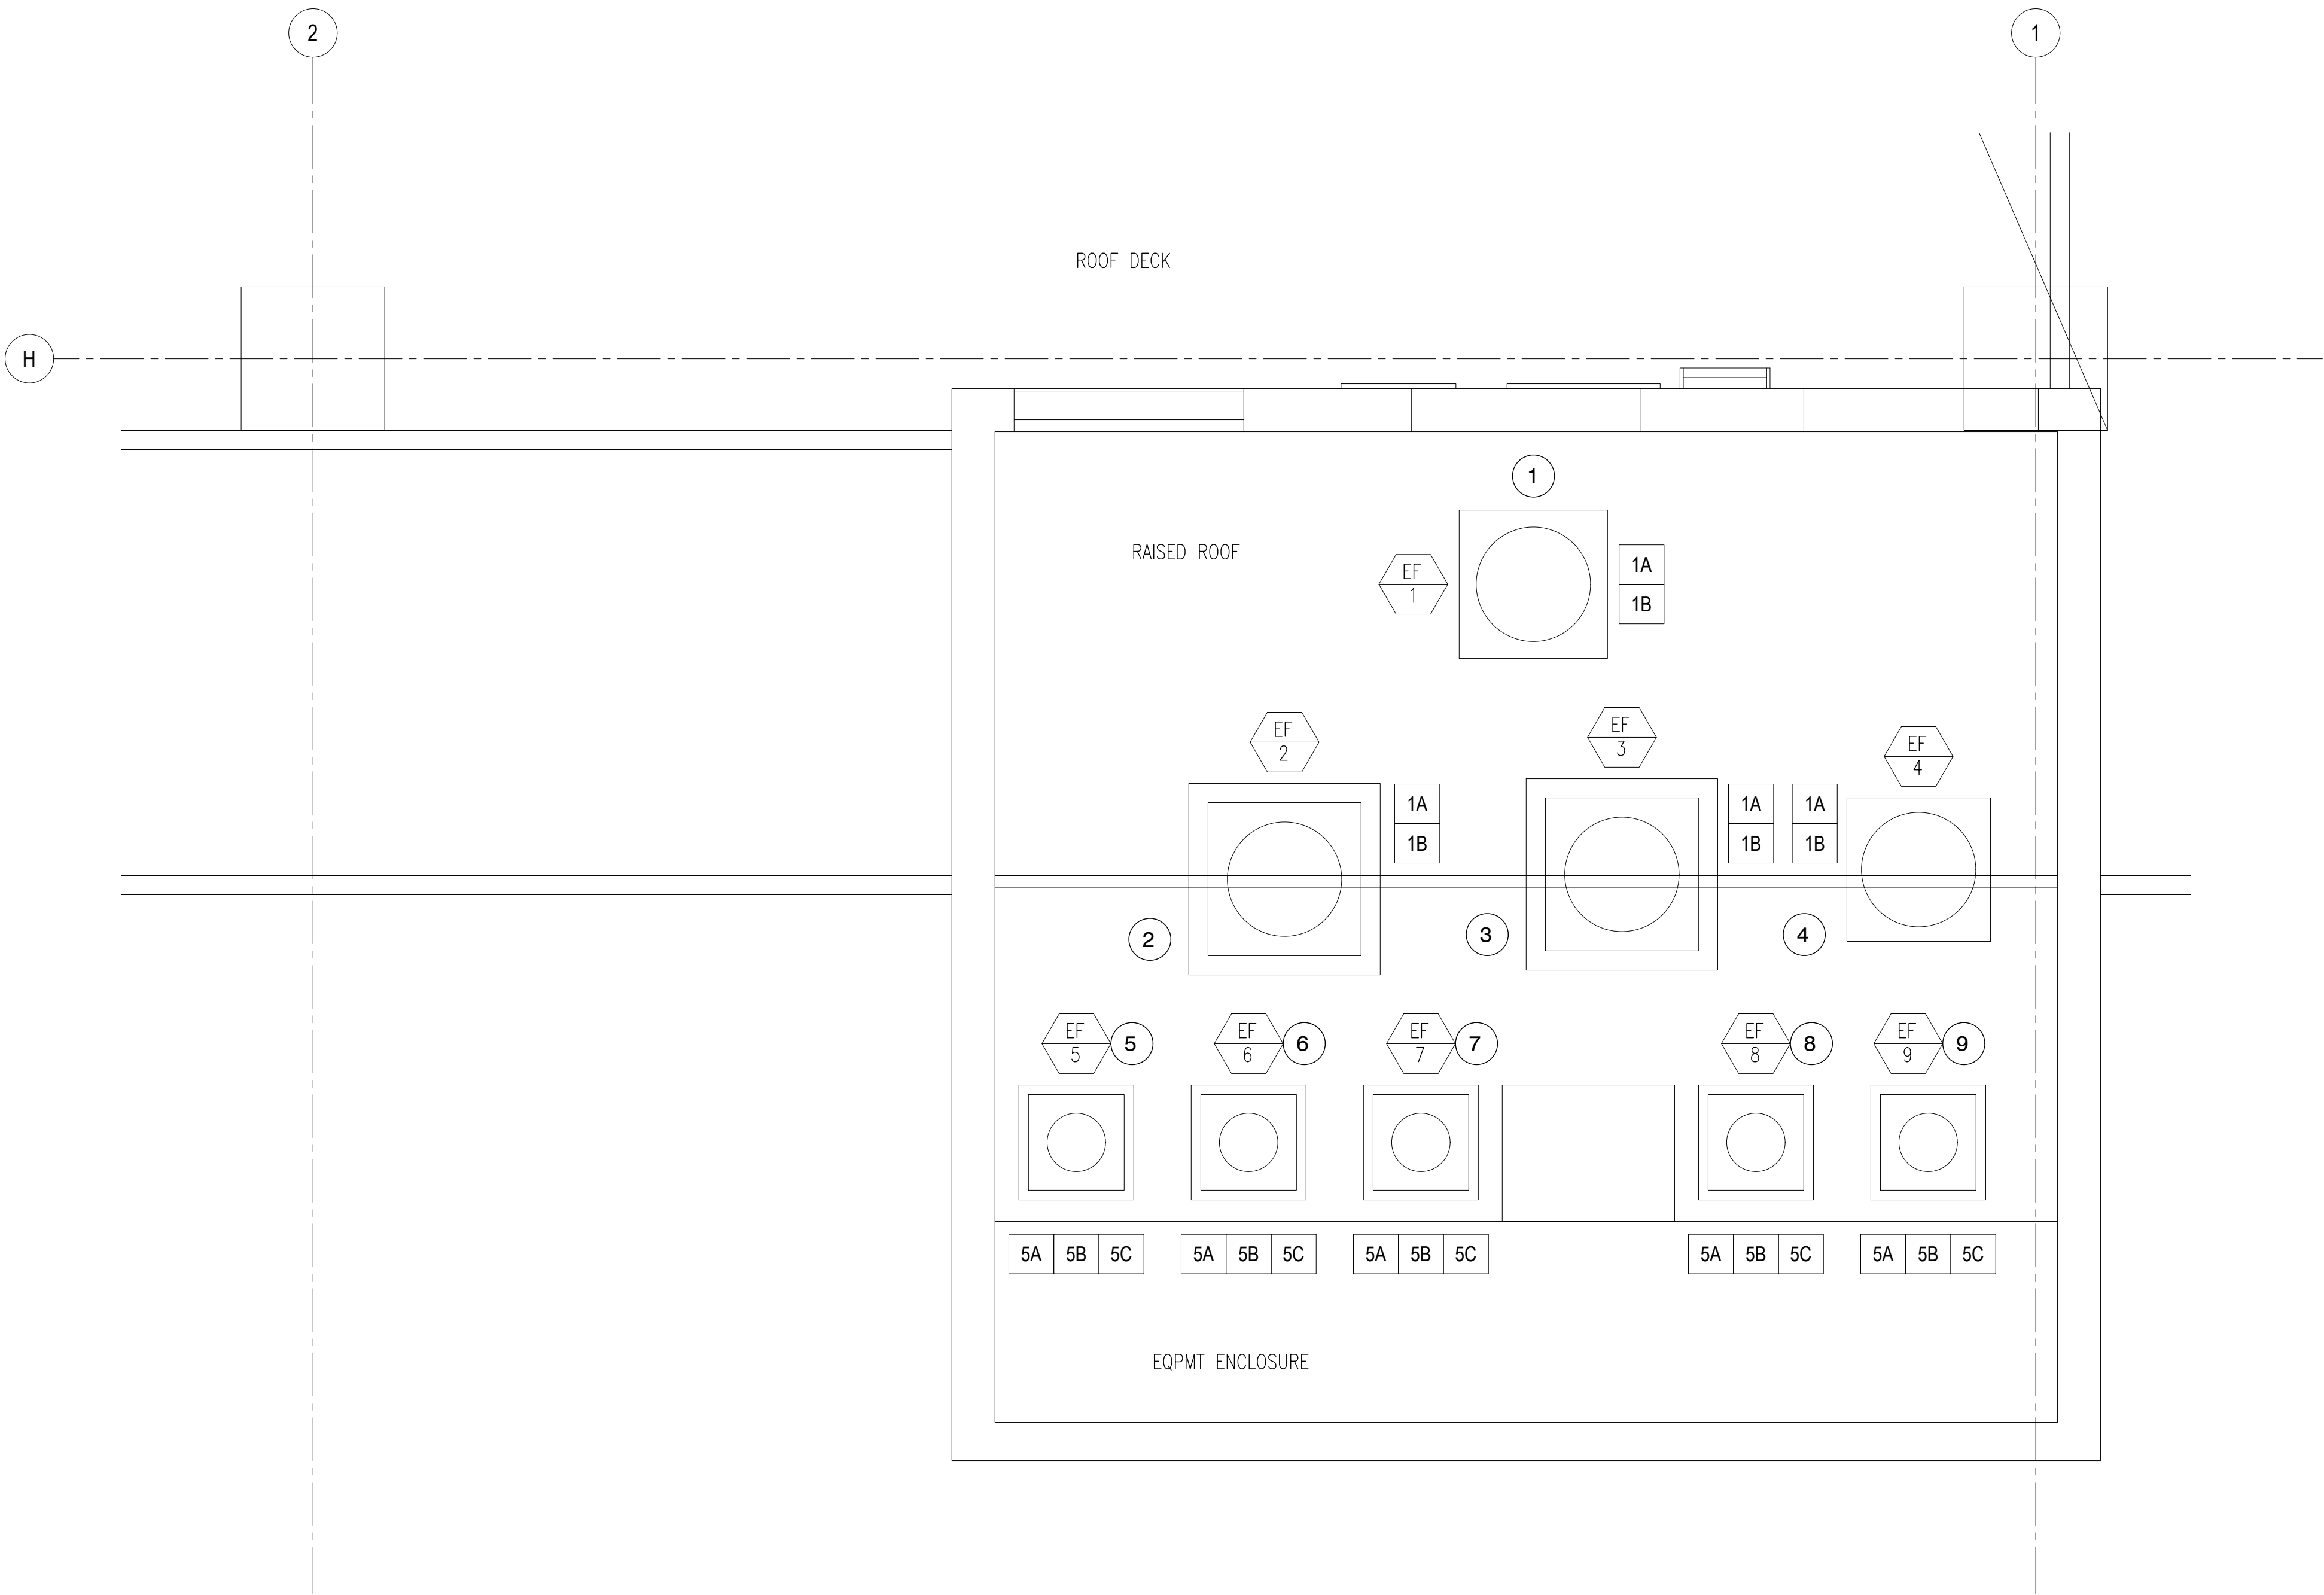 2
1
ROOF DECK
H
1
RAISED ROOF
EF
1
1A
1B
EF
2
EF
3
EF
4
1A
1B
1A
1B
1A
1B
2
3
4
EF
5
5
EF
6
6
EF
7
7
EF
8
8
EF
9
9
5A 5B 5C
5A 5B 5C
5A 5B 5C
5A 5B 5C
5A 5B 5C
EQPMT ENCLOSURE